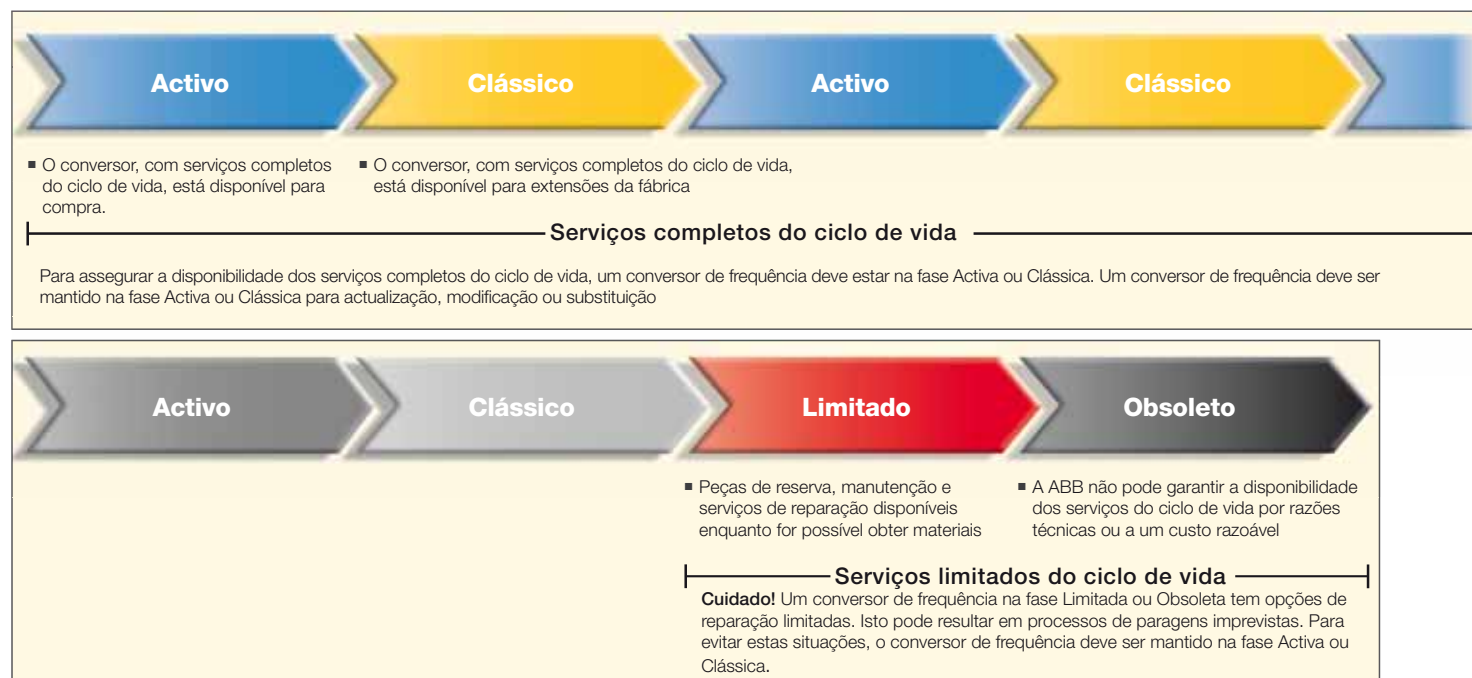 Activo
Clássico
Activo
Clássico
■ O conversor, com serviços completos
do ciclo de vida, está disponível para
compra.
■ O conversor, com serviços completos do ciclo de vida,
está disponível para extensões da fábrica
Serviços completos do ciclo de vida
Para assegurar a disponibilidade dos serviços completos do ciclo de vida, um conversor de frequência deve estar na fase Activa ou Clássica. Um conversor de frequência deve ser
mantido na fase Activa ou Clássica para actualização, modificação ou substituição
Activo
Clássico
Limitado
Obsoleto
■ Peças de reserva, manutenção e
serviços de reparação disponíveis
enquanto for possível obter materiais
■ A ABB não pode garantir a disponibilidade
dos serviços do ciclo de vida por razões
técnicas ou a um custo razoável
Serviços limitados do ciclo de vida
Cuidado! Um conversor de frequência na fase Limitada ou Obsoleta tem opções de
reparação limitadas. Isto pode resultar em processos de paragens imprevistas. Para
evitar estas situações, o conversor de frequência deve ser mantido na fase Activa ou
Clássica.